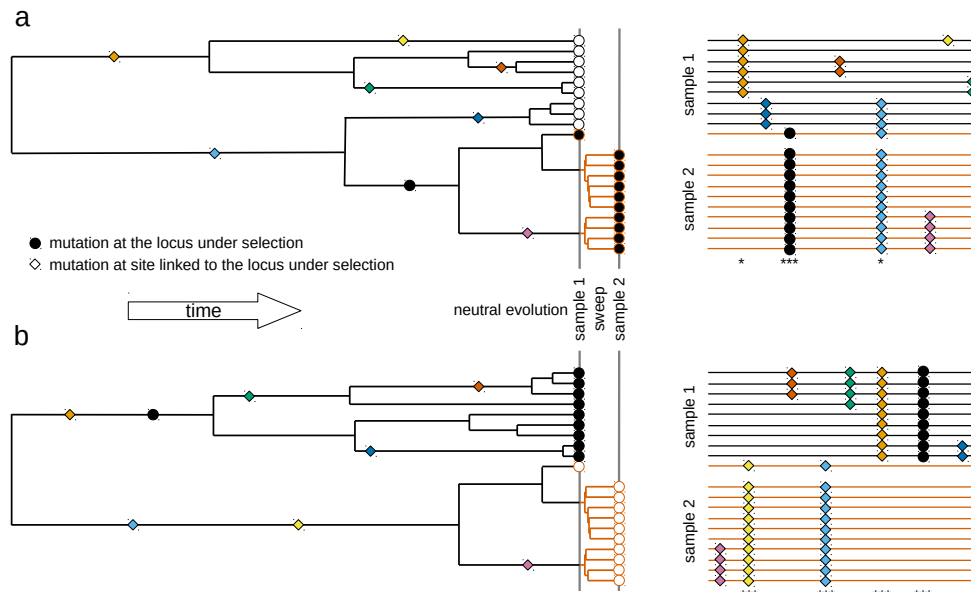 a
sample 1
sample 2
* *** *
mutation at the locus under selection
mutation at site linked to the locus under selection
time
neutral evolution
sample 1
sweep
sample 2
b
sample 1
sample 2
*** *** *** ***